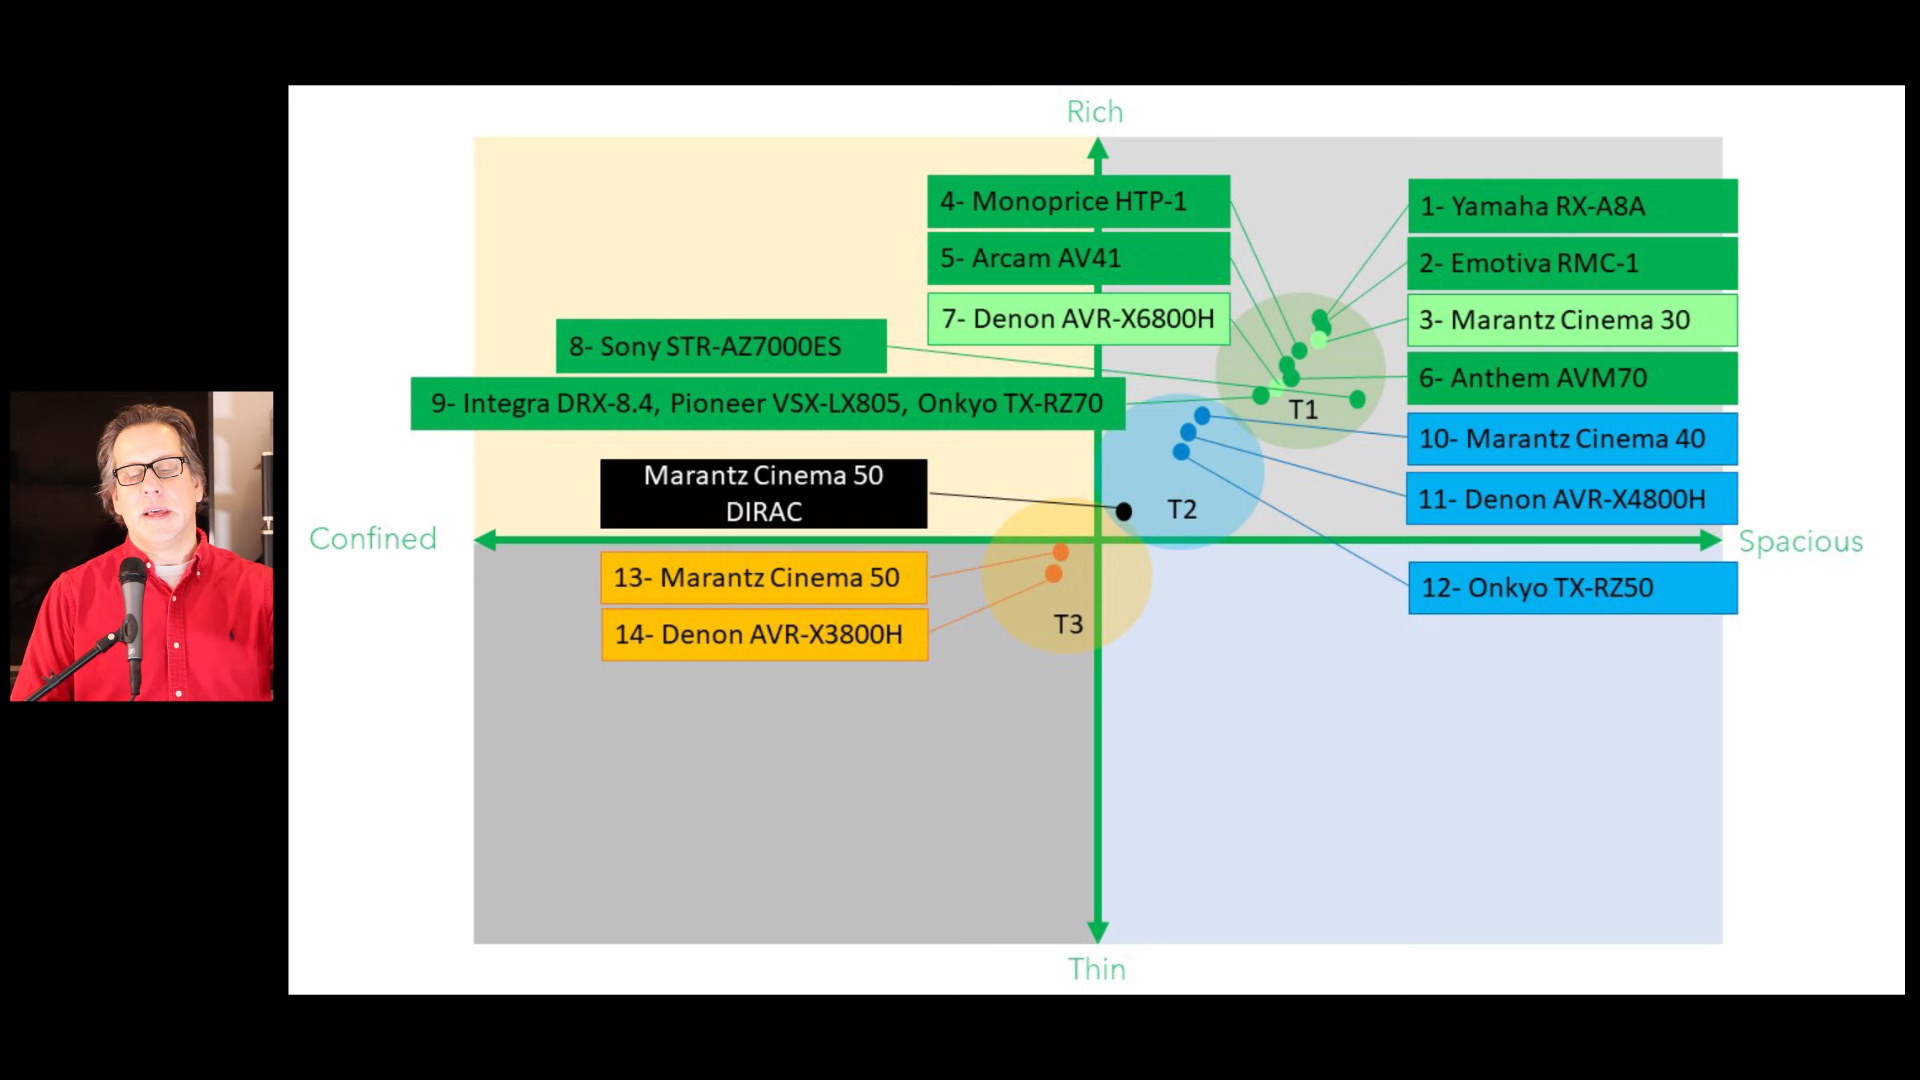 Rich
4- Monoprice HTP-1
1- Yamaha RX-A8A
5- Arcam AV41
2- Emotiva RMC-1
7- Denon AVR-X6800H
3- Marantz Cinema 30
8- Sony STR-AZ7000ES
6- Anthem AVM70
9- Integra DRX-8.4, Pioneer VSX-LX805, Onkyo TX-RZ70
T1
10- Marantz Cinema 40
Marantz Cinema 50
DIRAC
T2
11- Denon AVR-X4800H
Confined
Spacious
13- Marantz Cinema 50
12- Onkyo TX-RZ50
14- Denon AVR-X3800H
T3
Thin